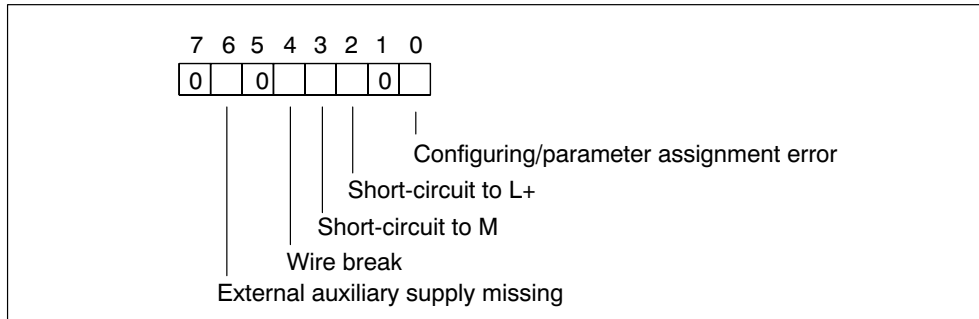 7 6 5 4 3 2 1 0
0 0 0
Configuring/parameter assignment error
Short-circuit to L+
Short-circuit to M
Wire break
External auxiliary supply missing